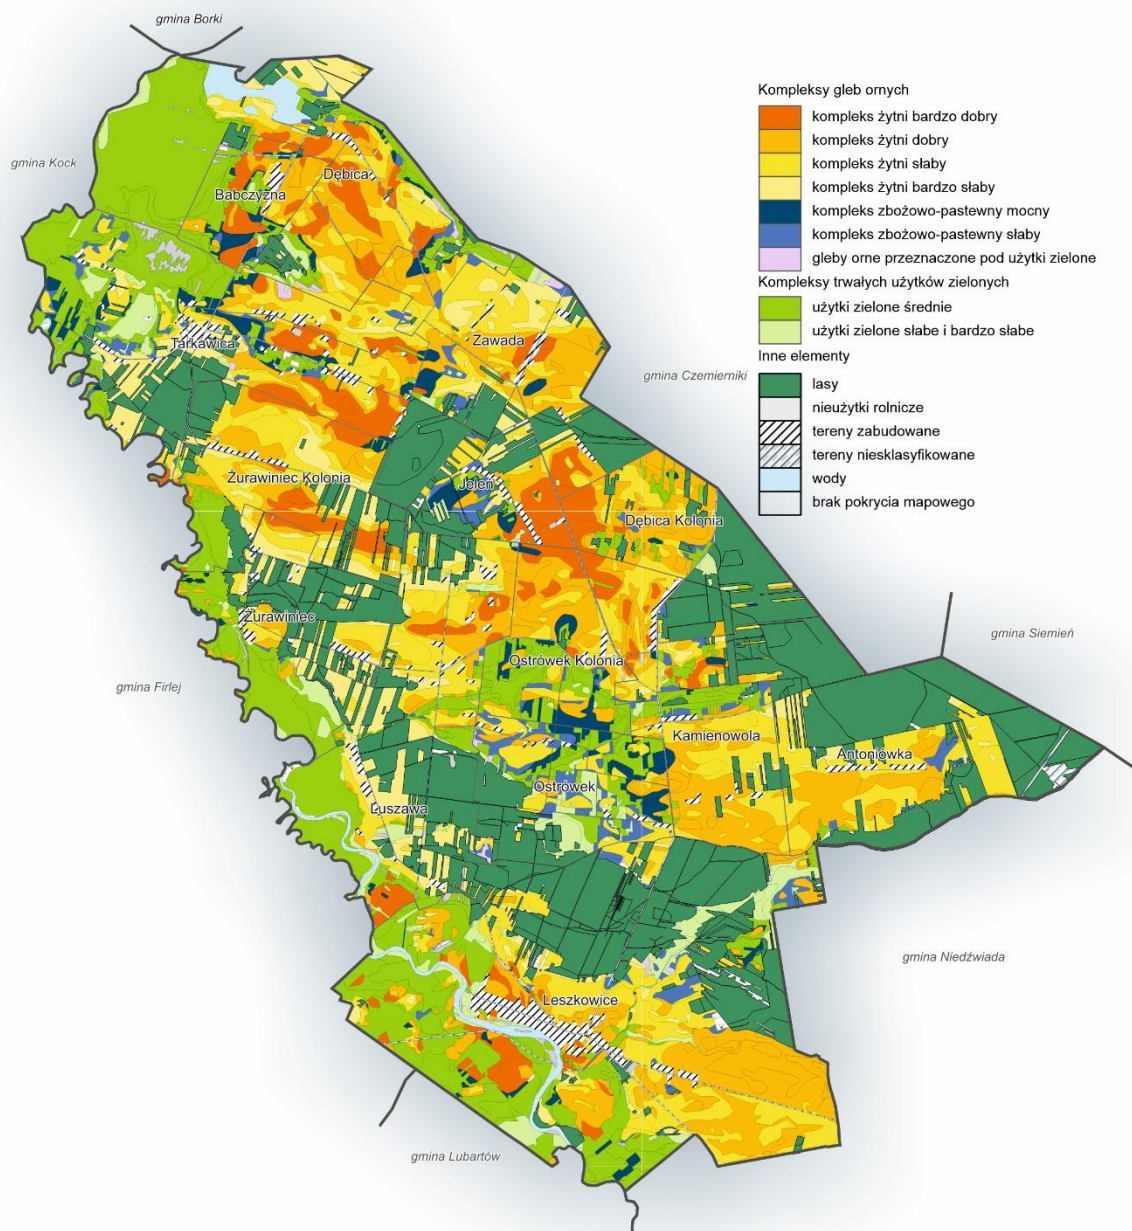 gmina Borki
Kompleksy gleb ornych
kompleks żytni bardzo dobry
kompleks żytni dobry
gmina Kock
kompleks żytni słaby
Dębica
kompleks żytni bardzo słaby
Babczyzna
kompleks zbożowo-pastewny mocny
kompleks zbożowo-pastewny słaby
gleby orne przeznaczone pod użytki zielone
Kompleksy trwałych użytków zielonych
użytki zielone średnie
użytki zielone słabe i bardzo słabe
Tarkawica
Zawada
Inne elementy
gmina Czemierniki
lasy
nieużytki rolnicze
tereny zabudowane
tereny niesklasyfikowane
Żurawiniec Kolonia
wody
Jeleń
brak pokrycia mapowego
Dębica Kolonia
Żurawiniec
gmina Siemień
Ostrówek Kolonia
gmina Firlej
Kamienowola
Antoniówka
Ostrówek
Luszawa
gmina Niedźwiada
Leszkowice
gmina Lubartów